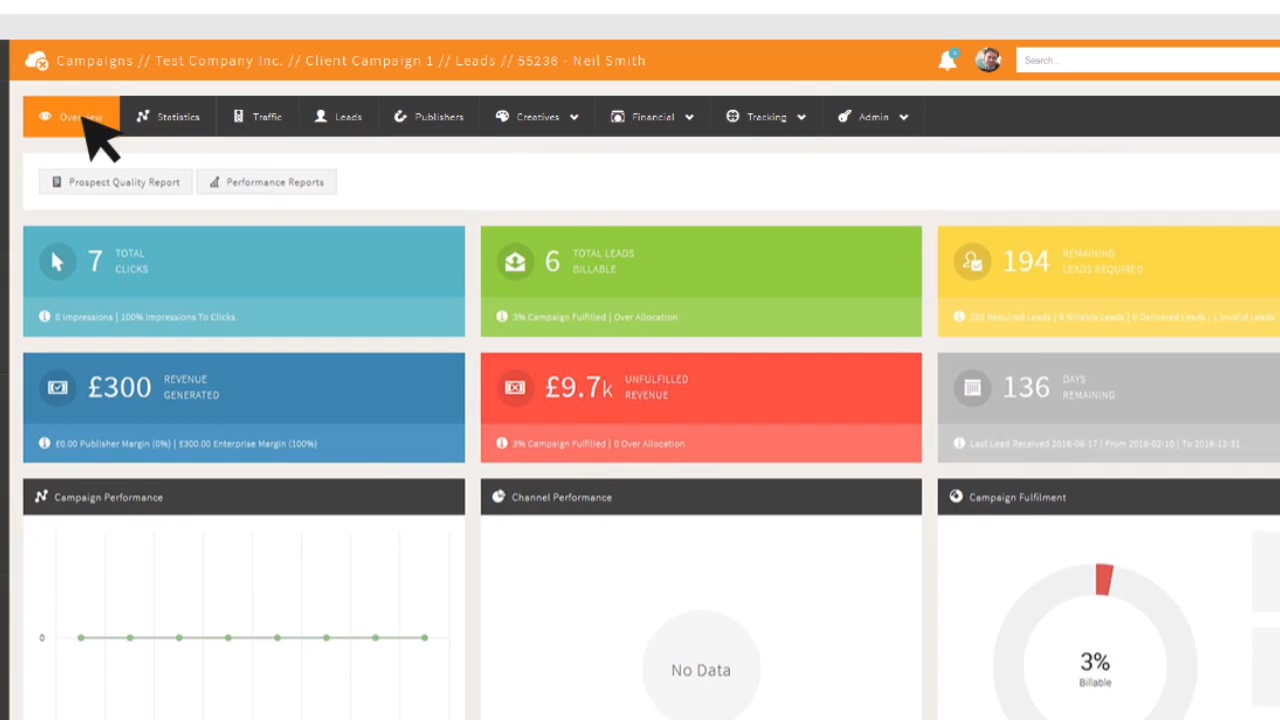 Campaigns // Test Company Inc. // Client Campaign 1 // Leads // 55236 - Neil Smith
Search...
Overview
Statistics
Traffic
Leads
Publishers
Creatives
Financial
Tracking
Admin
Prospect Quality Report
Performance Reports
7 TOTAL CLICKS
0 Impressions | 100% Impressions To Clicks
6 TOTAL LEADS BILLABLE
3% Campaign Fulfilled | Over Allocation
194 REMAINING LEADS REQUIRED
200 Required Leads | 6 Billable Leads | 6 Delivered Leads | 1 Invalid Leads
£300 REVENUE GENERATED
£0.00 Publisher Margin (0%) | £300.00 Enterprise Margin (100%)
£9.7k UNFULFILLED REVENUE
3% Campaign Fulfilled | 0 Over Allocation
136 DAYS REMAINING
Last Lead Received 2016-08-17 | From 2016-02-10 | To 2016-12-31
Campaign Performance
Channel Performance
Campaign Fulfilment
0
No Data
3%
Billable